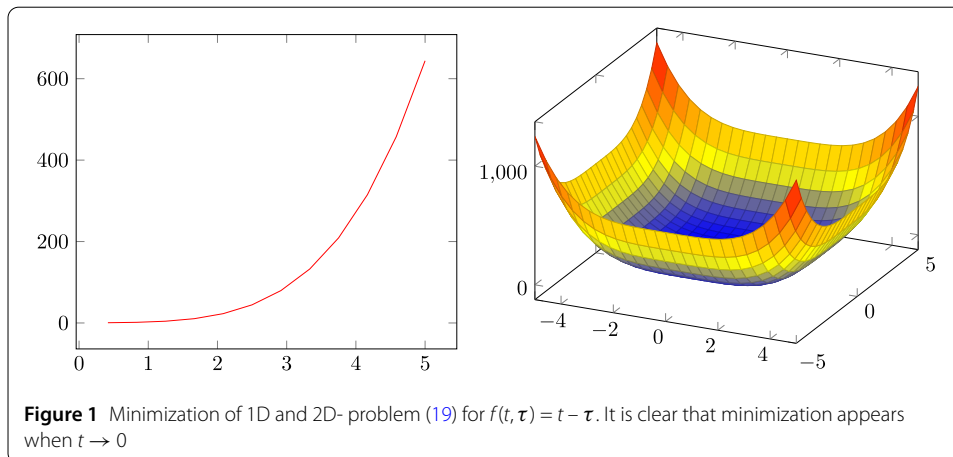 600
400
200
0
0 1 2 3 4 5
1,000
0
−4 −2 0 2 4
−5 0 5
Figure 1 Minimization of 1D and 2D- problem (19) for f(t, τ) = t – τ. It is clear that minimization appears
when t → 0